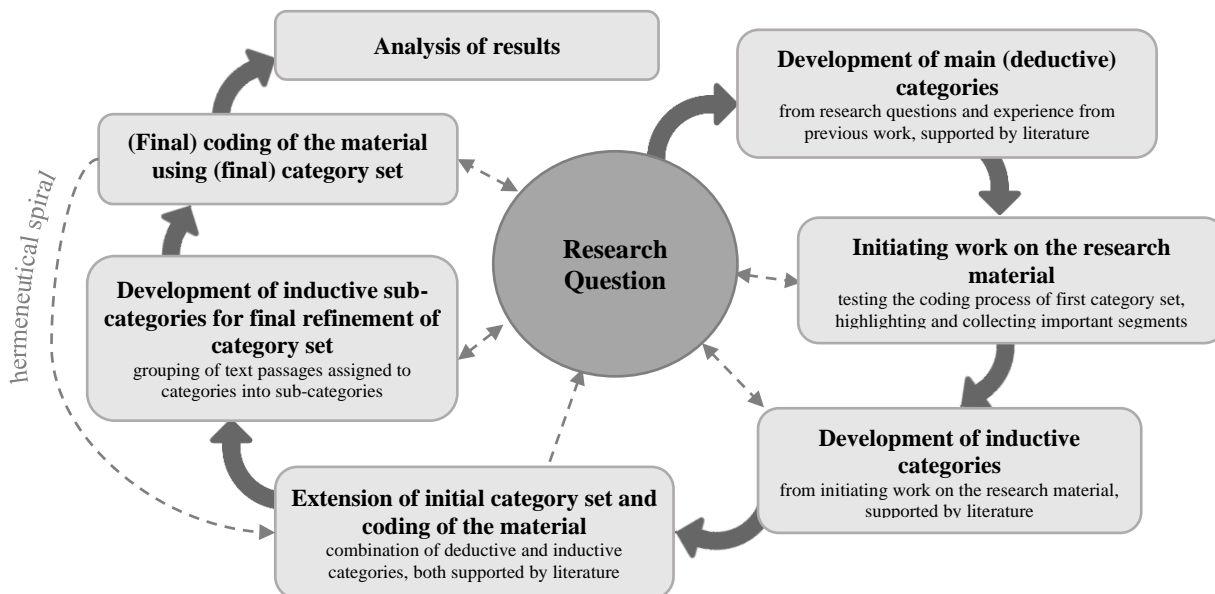 Analysis of results
Development of main (deductive)
categories
from research questions and experience from
previous work, supported by literature
(Final) coding of the material
using (final) category set
hermeneutical spiral
Research
Question
Initiating work on the research
material
testing the coding process of first category set,
highlighting and collecting important segments
Development of inductive sub-
categories for final refinement of
category set
grouping of text passages assigned to
categories into sub-categories
Development of inductive
categories
from initiating work on the research material,
supported by literature
Extension of initial category set and
coding of the material
combination of deductive and inductive
categories, both supported by literature